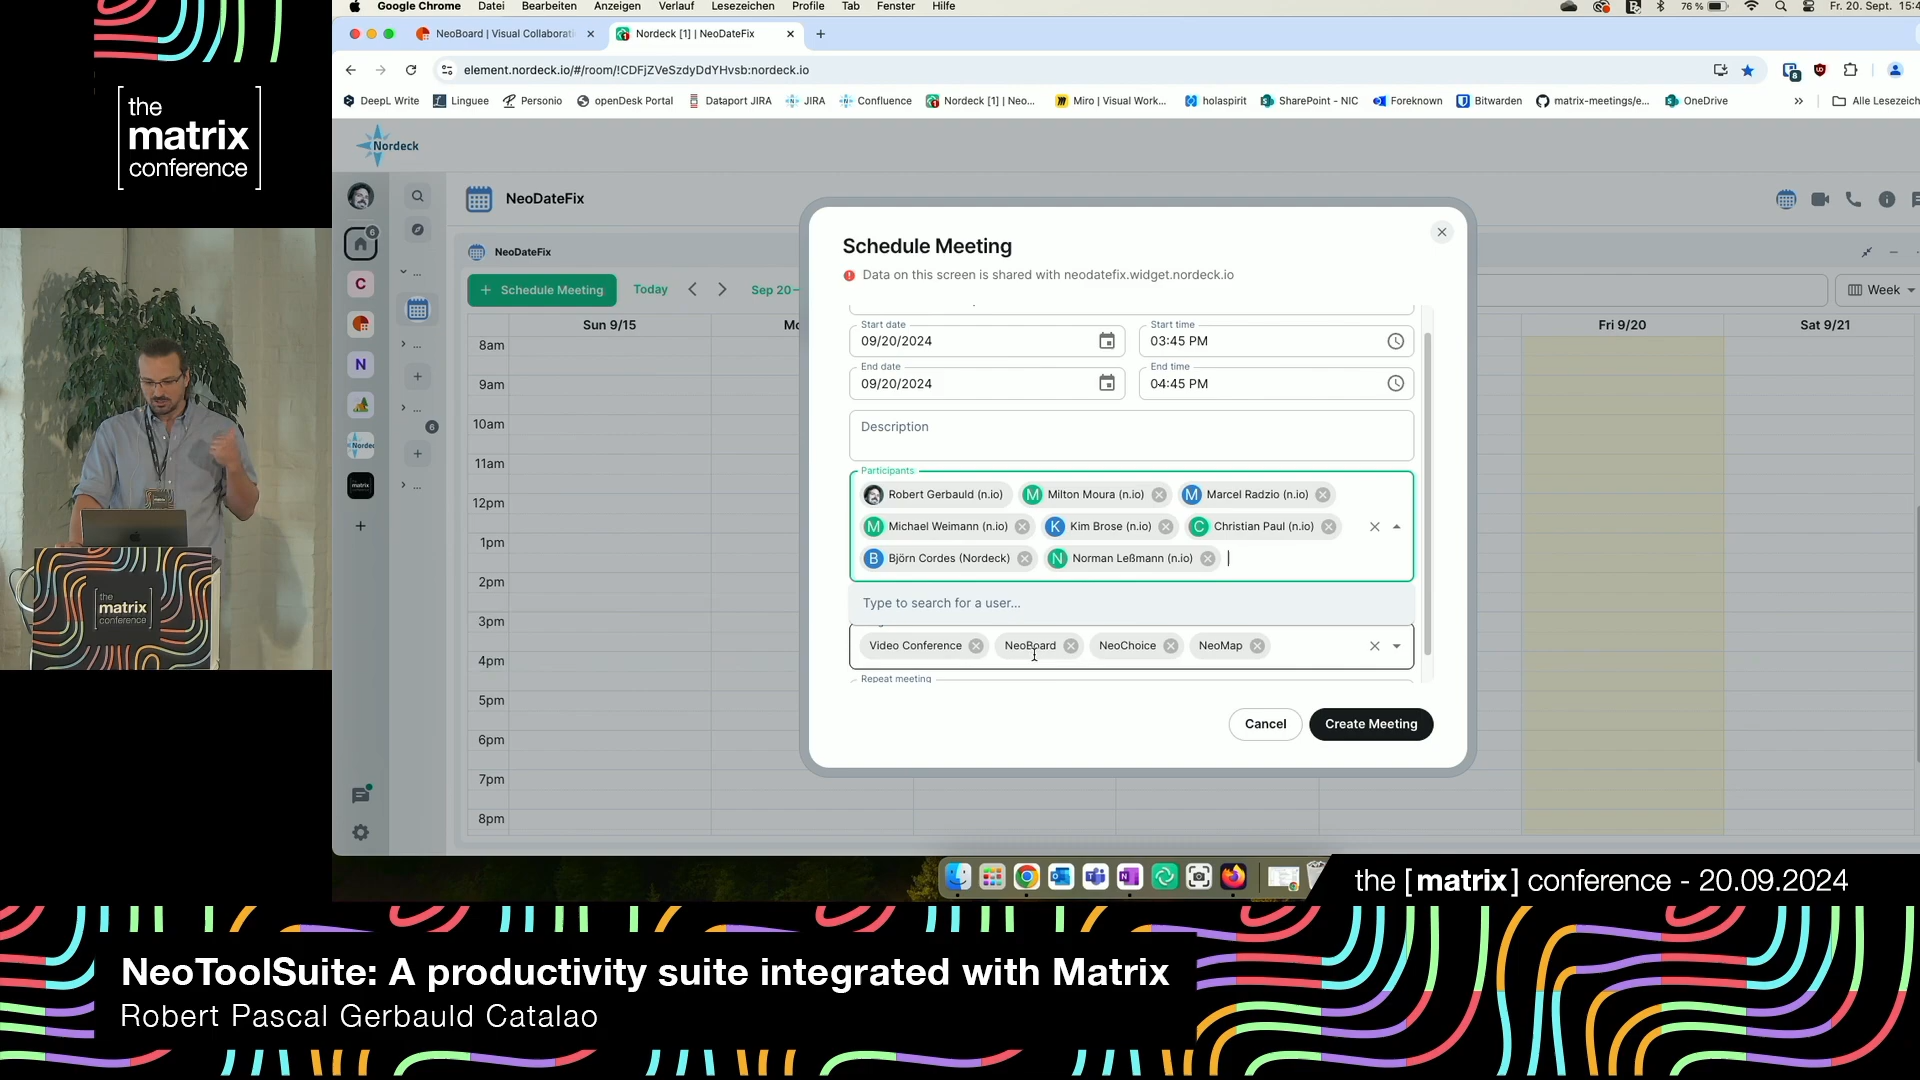 the
matrix
conference
Google Chrome Datei Bearbeiten Anzeigen Verlauf Lesezeichen Profile Tab Fenster Hilfe
76 % Fr. 20. Sept. 15:4
NeoBoard | Visual Collaborati
Nordeck [1] | NeoDateFix
element.nordeck.io/#/room/!CDFjZVeSzdyDdYHvsb:nordeck.io
DeepL Write Linguee Personio openDesk Portal Dataport JIRA JIRA Confluence Nordeck [1] | Neo... Miro | Visual Work... holaspirit SharePoint - NIC Foreknown Bitwarden matrix-meetings/e... OneDrive » Alle Lesezeich
Nordeck
NeoDateFix
NeoDateFix
+ Schedule Meeting Today Sep 20– Week
Sun 9/15 Mo Fri 9/20 Sat 9/21
8am
9am
10am
11am
12pm
1pm
2pm
3pm
4pm
5pm
6pm
7pm
8pm
6
C
N
6
Schedule Meeting
Data on this screen is shared with neodatefix.widget.nordeck.io
Start date
09/20/2024
Start time
03:45 PM
End date
09/20/2024
End time
04:45 PM
Description
Participants
Robert Gerbauld (n.io) M Milton Moura (n.io) M Marcel Radzio (n.io)
M Michael Weimann (n.io) K Kim Brose (n.io) C Christian Paul (n.io)
B Björn Cordes (Nordeck) N Norman Leßmann (n.io)
Type to search for a user...
Video Conference NeoBoard NeoChoice NeoMap
Repeat meeting
Cancel Create Meeting
the
matrix
conference
the [matrix] conference - 20.09.2024
NeoToolSuite: A productivity suite integrated with Matrix
Robert Pascal Gerbauld Catalao